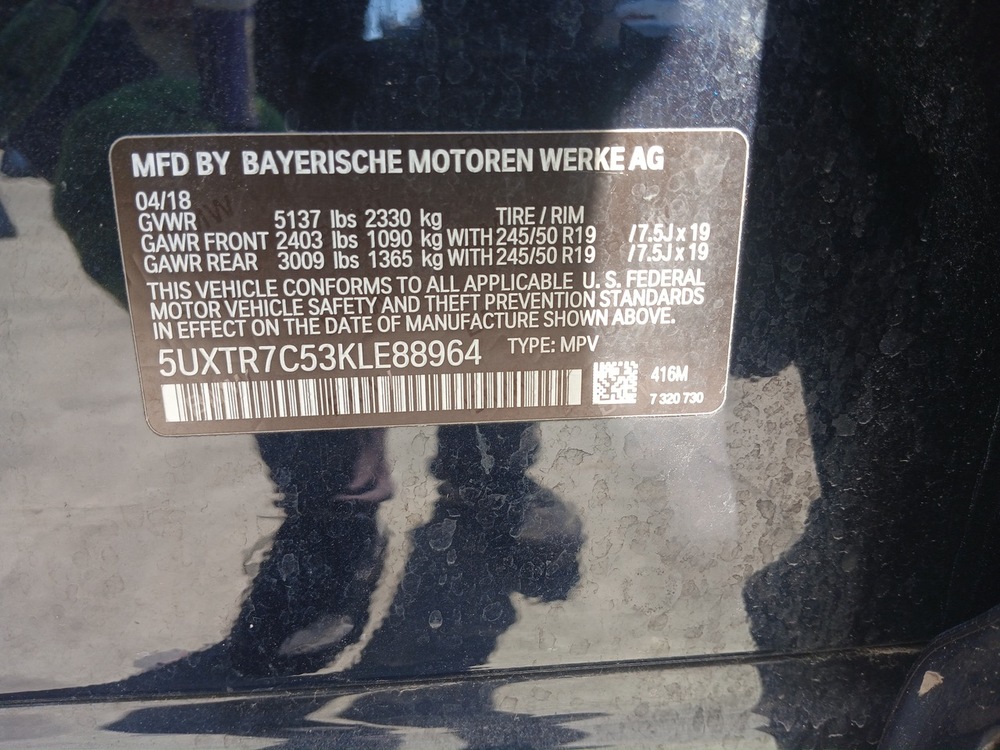 MFD BY BAYERISCHE MOTOREN WERKE AG
04/18
GVWR 5137 lbs 2330 kg TIRE / RIM
GAWR FRONT 2403 lbs 1090 kg WITH 245/50 R19 /7.5J x 19
GAWR REAR 3009 lbs 1365 kg WITH 245/50 R19 /7.5J x 19
THIS VEHICLE CONFORMS TO ALL APPLICABLE U. S. FEDERAL
MOTOR VEHICLE SAFETY AND THEFT PREVENTION STANDARDS
IN EFFECT ON THE DATE OF MANUFACTURE SHOWN ABOVE.
5UXTR7C53KLE88964 TYPE: MPV
416M
7 320 730